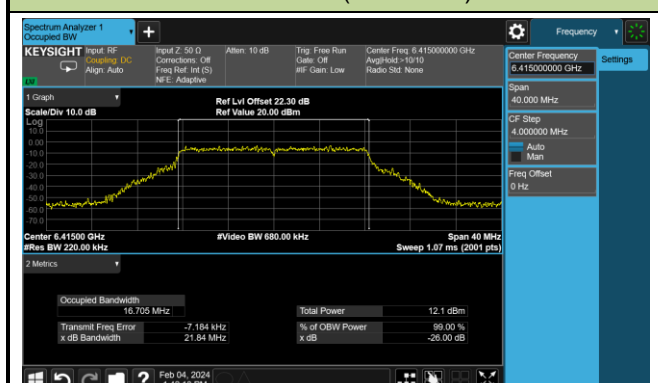 Spectrum Analyzer 1
Occupied BW
Frequency
KEYSIGHT
Input: RF
Coupling: DC
Align: Auto
Input Z: 50 Ω
Corrections: Off
Freq Ref: Int (S)
NFE: Adaptive
Atten: 10 dB
Trig: Free Run
Gate: Off
#IF Gain: Low
Center Freq: 6.415000000 GHz
Avg|Hold:>10/10
Radio Std: None
1 Graph
Scale/Div 10.0 dB
Ref Lvl Offset 22.30 dB
Ref Value 20.00 dBm
Log
10.0
0.00
-10.0
-20.0
-30.0
-40.0
-50.0
-60.0
-70.0
Center 6.41500 GHz
#Res BW 220.00 kHz
#Video BW 680.00 kHz
Span 40 MHz
Sweep 1.07 ms (2001 pts)
2 Metrics
Occupied Bandwidth
16.705 MHz
Total Power 12.1 dBm
Transmit Freq Error -7.184 kHz
% of OBW Power 99.00 %
x dB Bandwidth 21.84 MHz
x dB -26.00 dB
Center Frequency
6.415000000 GHz
Settings
Span
40.000 MHz
CF Step
4.000000 MHz
Auto
Man
Freq Offset
0 Hz
Feb 04, 2024